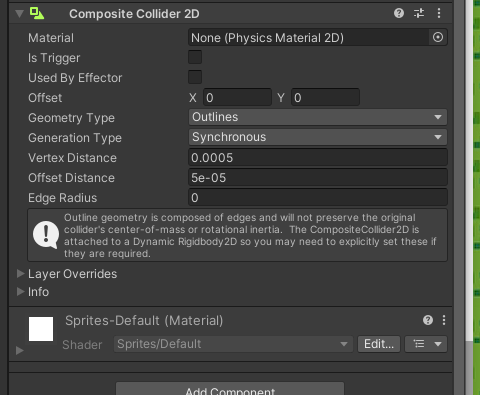 Composite Collider 2D
Material None (Physics Material 2D)
Is Trigger
Used By Effector
Offset X 0 Y 0
Geometry Type Outlines
Generation Type Synchronous
Vertex Distance 0.0005
Offset Distance 5e-05
Edge Radius 0
Outline geometry is composed of edges and will not preserve the original
collider's center-of-mass or rotational inertia. The CompositeCollider2D is
attached to a Dynamic Rigidbody2D so you may need to explicitly set these if
they are required.
Layer Overrides
Info
Sprites-Default (Material)
Shader Sprites/Default Edit...
Add Component